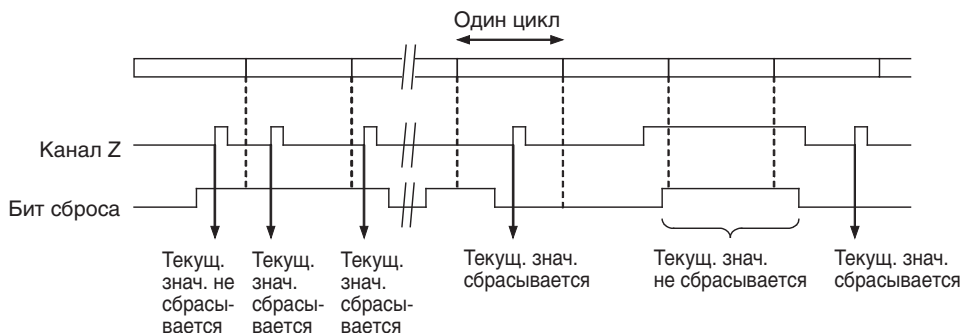 Один цикл
Канал Z
Бит сброса
Текущ.
знач. не
сбрасы-
вается
Текущ.
знач.
сбрасы-
вается
Текущ.
знач.
сбрасы-
вается
Текущ. знач.
сбрасывается
Текущ. знач.
не сбрасывается
Текущ. знач.
сбрасывается